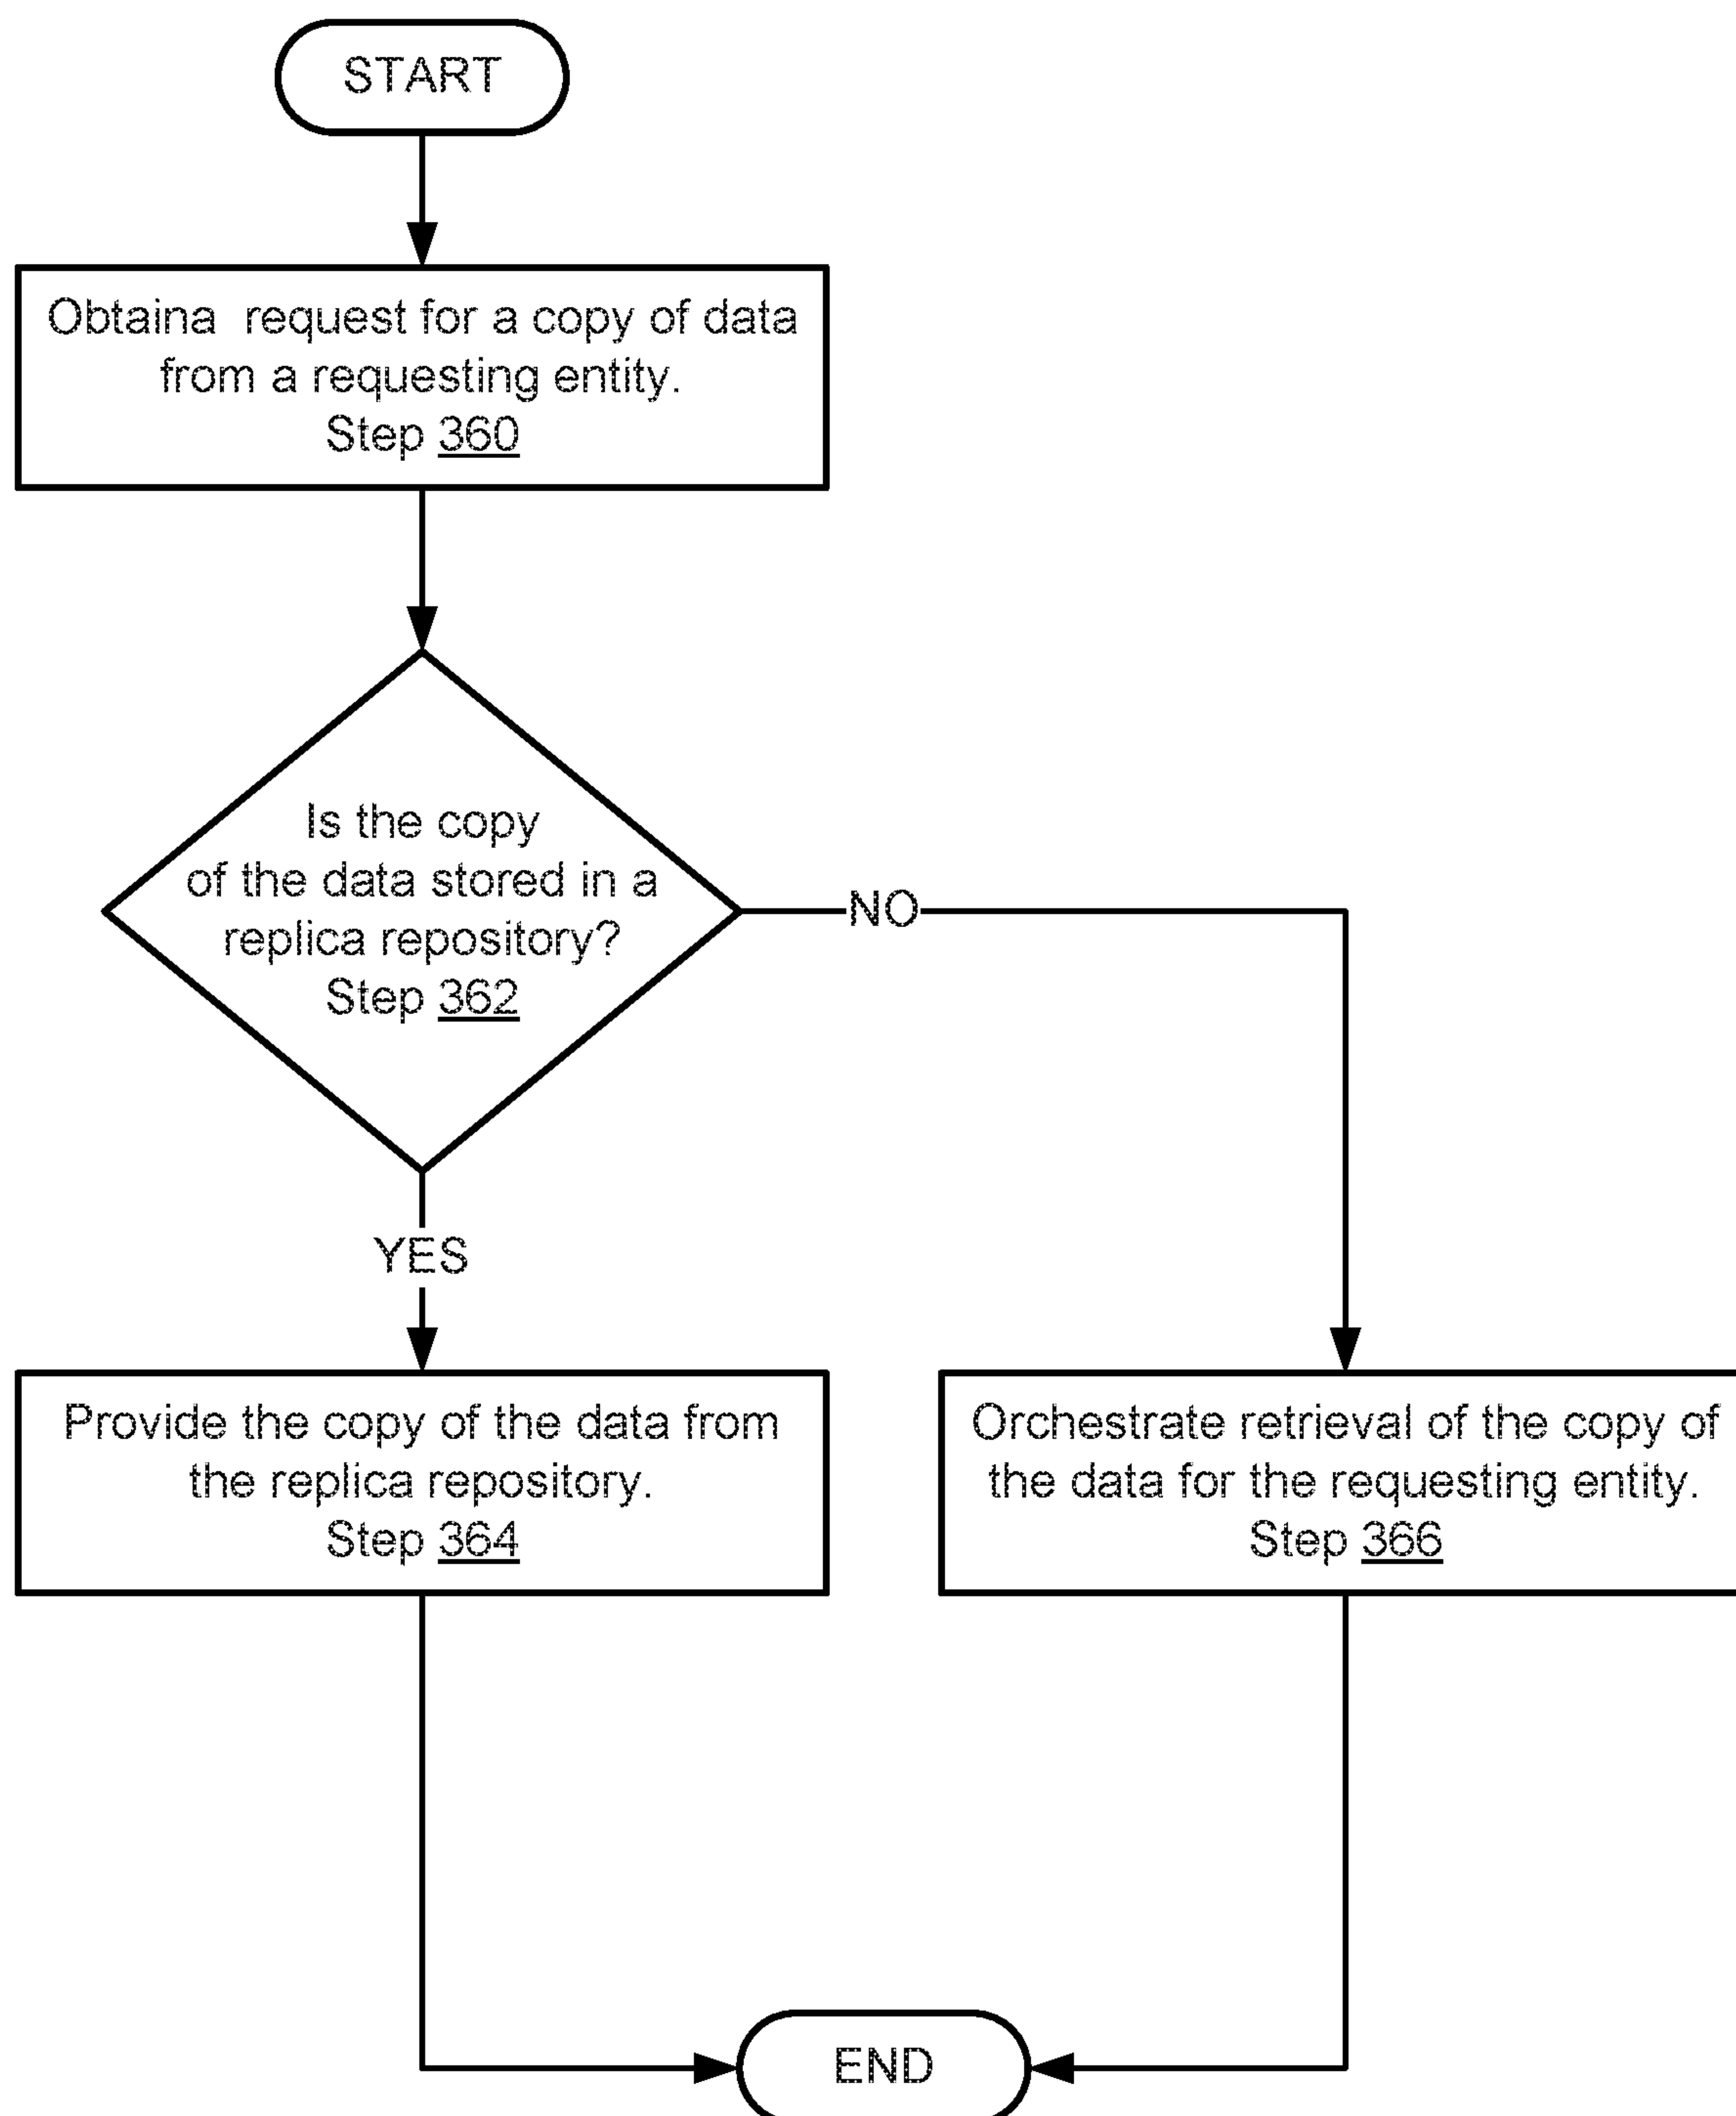 START
Obtaina  request for a copy of data
from a requesting entity.
Step 360
Is the copy
of the data stored in a
replica repository?
Step 362
NO
YES
Provide the copy of the data from
the replica repository.
Step 364
Orchestrate retrieval of the copy of
the data for the requesting entity.
Step 366
END